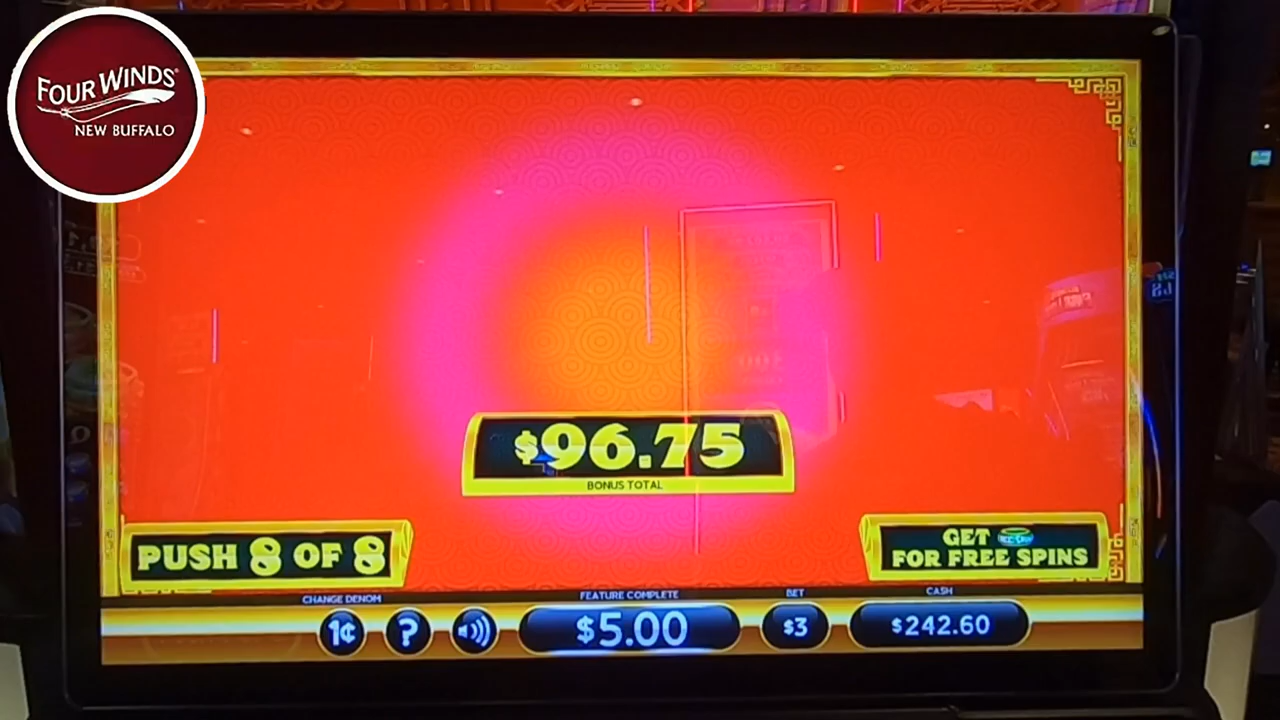 FOUR WINDS®
NEW BUFFALO
$96.75
BONUS TOTAL
PUSH 8 OF 8
GET
FOR FREE SPINS
CHANGE DENOM
FEATURE COMPLETE
BET
CASH
1¢
?
$5.00
$3
$242.60